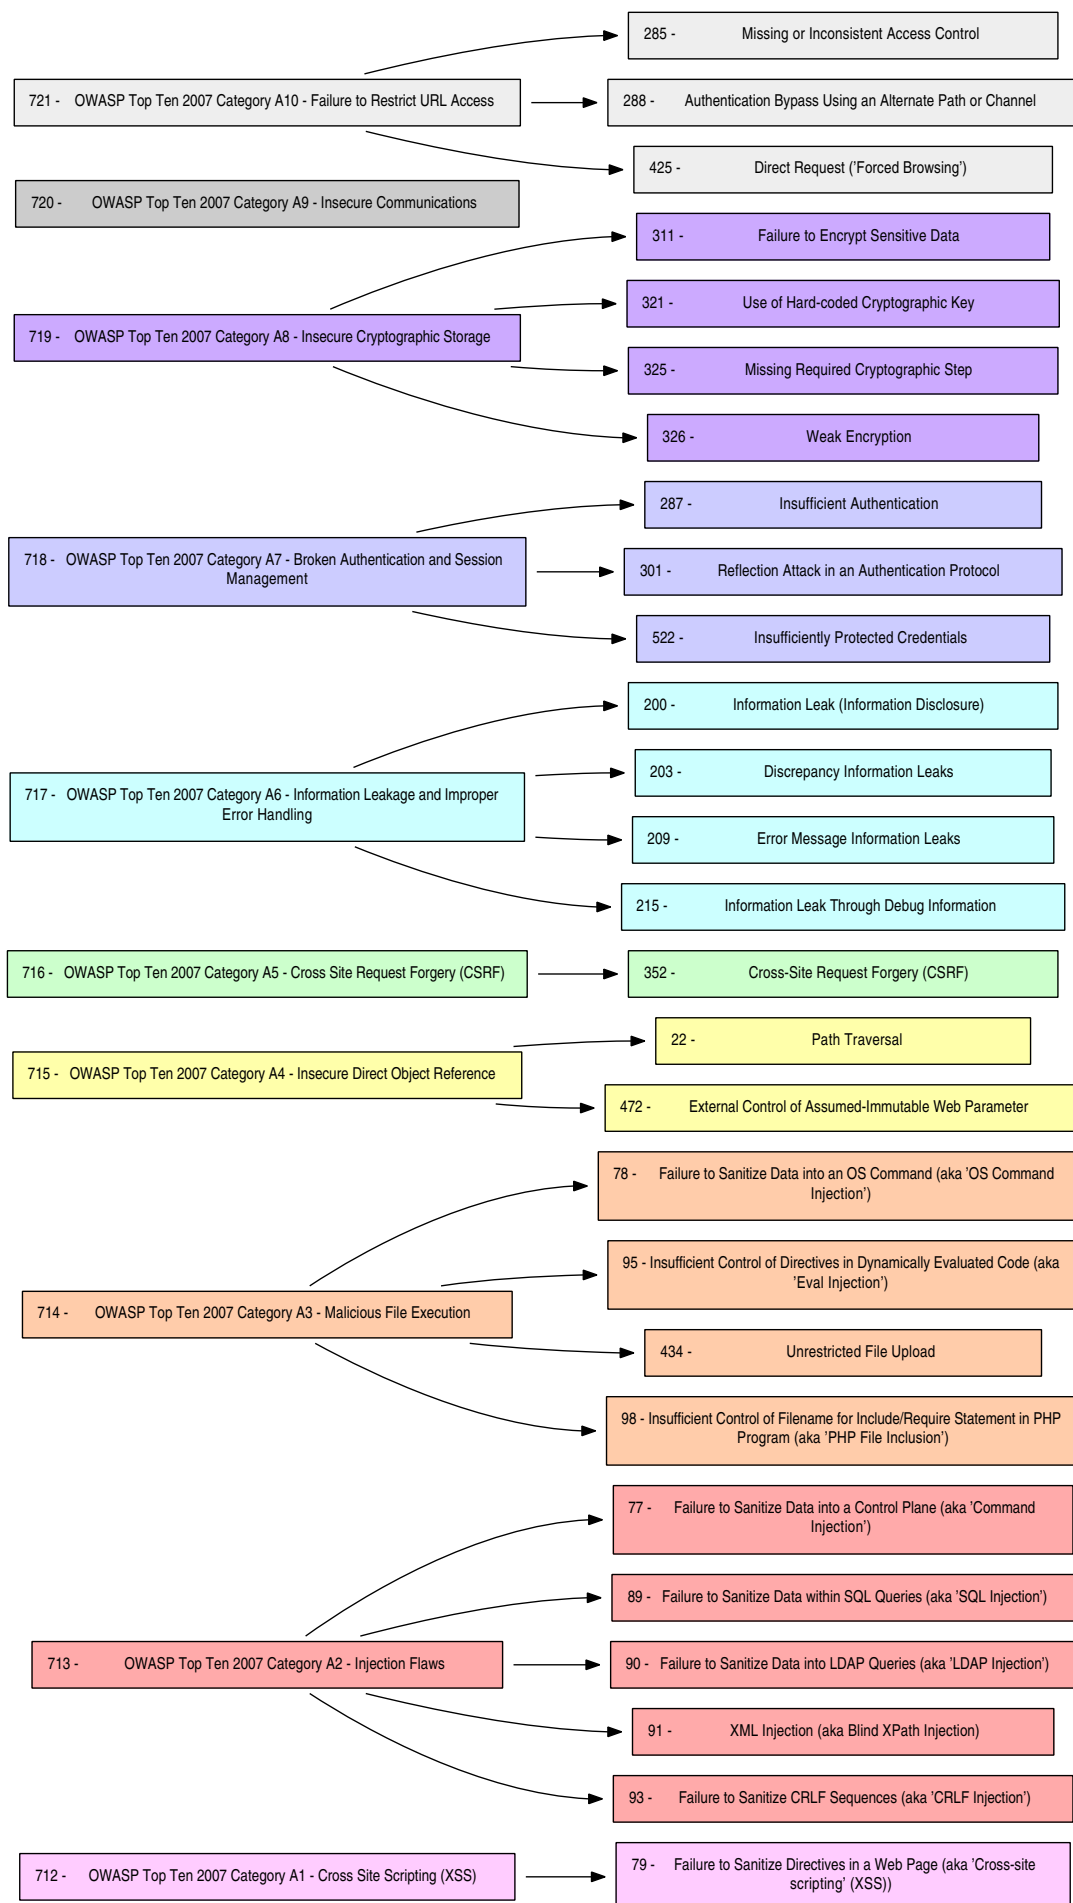 285 - Missing or Inconsistent Access Control
721 - OWASP Top Ten 2007 Category A10 - Failure to Restrict URL Access
288 - Authentication Bypass Using an Alternate Path or Channel
425 - Direct Request ('Forced Browsing')
720 - OWASP Top Ten 2007 Category A9 - Insecure Communications
311 - Failure to Encrypt Sensitive Data
321 - Use of Hard-coded Cryptographic Key
719 - OWASP Top Ten 2007 Category A8 - Insecure Cryptographic Storage
325 - Missing Required Cryptographic Step
326 - Weak Encryption
287 - Insufficient Authentication
718 - OWASP Top Ten 2007 Category A7 - Broken Authentication and Session
Management
301 - Reflection Attack in an Authentication Protocol
522 - Insufficiently Protected Credentials
200 - Information Leak (Information Disclosure)
203 - Discrepancy Information Leaks
717 - OWASP Top Ten 2007 Category A6 - Information Leakage and Improper
Error Handling
209 - Error Message Information Leaks
215 - Information Leak Through Debug Information
716 - OWASP Top Ten 2007 Category A5 - Cross Site Request Forgery (CSRF)
352 - Cross-Site Request Forgery (CSRF)
22 - Path Traversal
715 - OWASP Top Ten 2007 Category A4 - Insecure Direct Object Reference
472 - External Control of Assumed-Immutable Web Parameter
78 - Failure to Sanitize Data into an OS Command (aka 'OS Command
Injection')
95 - Insufficient Control of Directives in Dynamically Evaluated Code (aka
'Eval Injection')
714 - OWASP Top Ten 2007 Category A3 - Malicious File Execution
434 - Unrestricted File Upload
98 - Insufficient Control of Filename for Include/Require Statement in PHP
Program (aka 'PHP File Inclusion')
77 - Failure to Sanitize Data into a Control Plane (aka 'Command
Injection')
89 - Failure to Sanitize Data within SQL Queries (aka 'SQL Injection')
713 - OWASP Top Ten 2007 Category A2 - Injection Flaws
90 - Failure to Sanitize Data into LDAP Queries (aka 'LDAP Injection')
91 - XML Injection (aka Blind XPath Injection)
93 - Failure to Sanitize CRLF Sequences (aka 'CRLF Injection')
712 - OWASP Top Ten 2007 Category A1 - Cross Site Scripting (XSS)
79 - Failure to Sanitize Directives in a Web Page (aka 'Cross-site
scripting' (XSS))